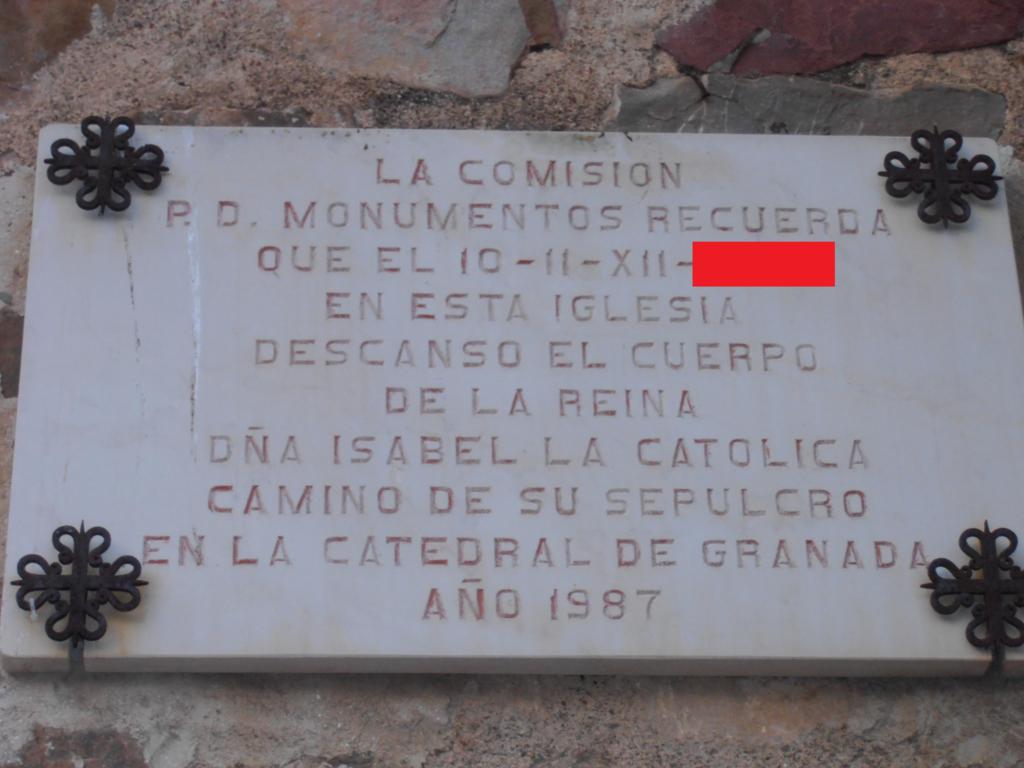 LA COMISION
P. D. MONUMENTOS RECUERDA
QUE EL 10-11-XII-
EN ESTA IGLESIA
DESCANSO EL CUERPO
DE LA REINA
DÑA ISABEL LA CATOLICA
CAMINO DE SU SEPULCRO
EN LA CATEDRAL DE GRANADA
AÑO 1987